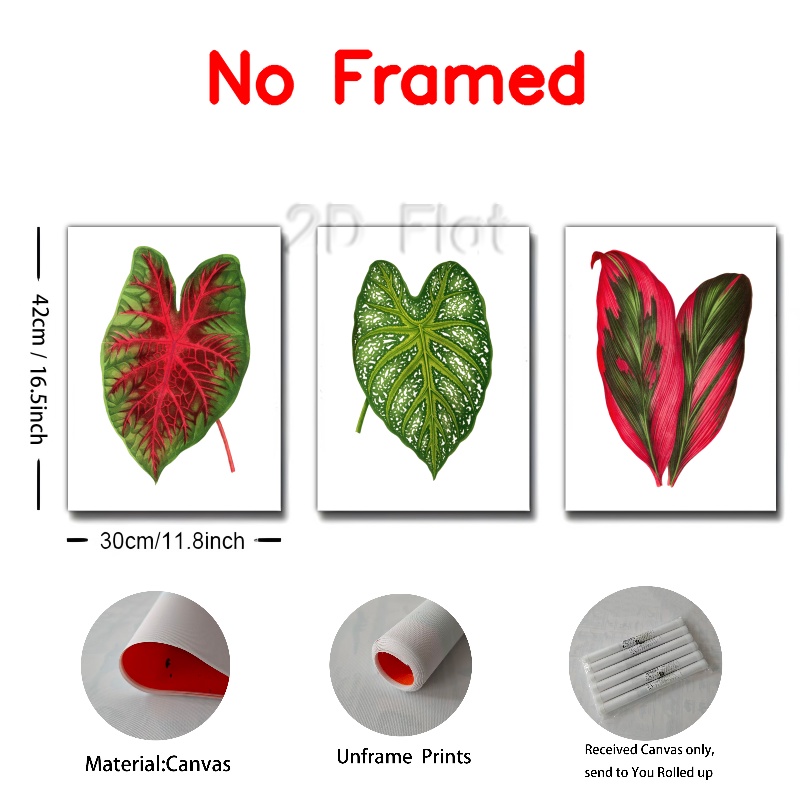 No Framed
2D Flat
42cm / 16.5inch
30cm/11.8inch
Material:Canvas
Unframe Prints
Received Canvas only,
send to You Rolled up